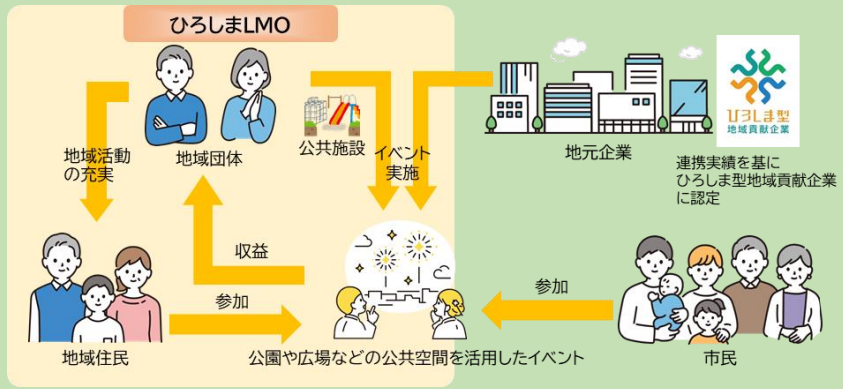 ひろしまLMO
地域団体
公共施設
イベント
実施
地域活動
の充実
地元企業
ひろしま型
地域貢献企業
連携実績を基に
ひろしま型地域貢献企業
に認定
収益
参加
参加
地域住民
公園や広場などの公共空間を活用したイベント
市民